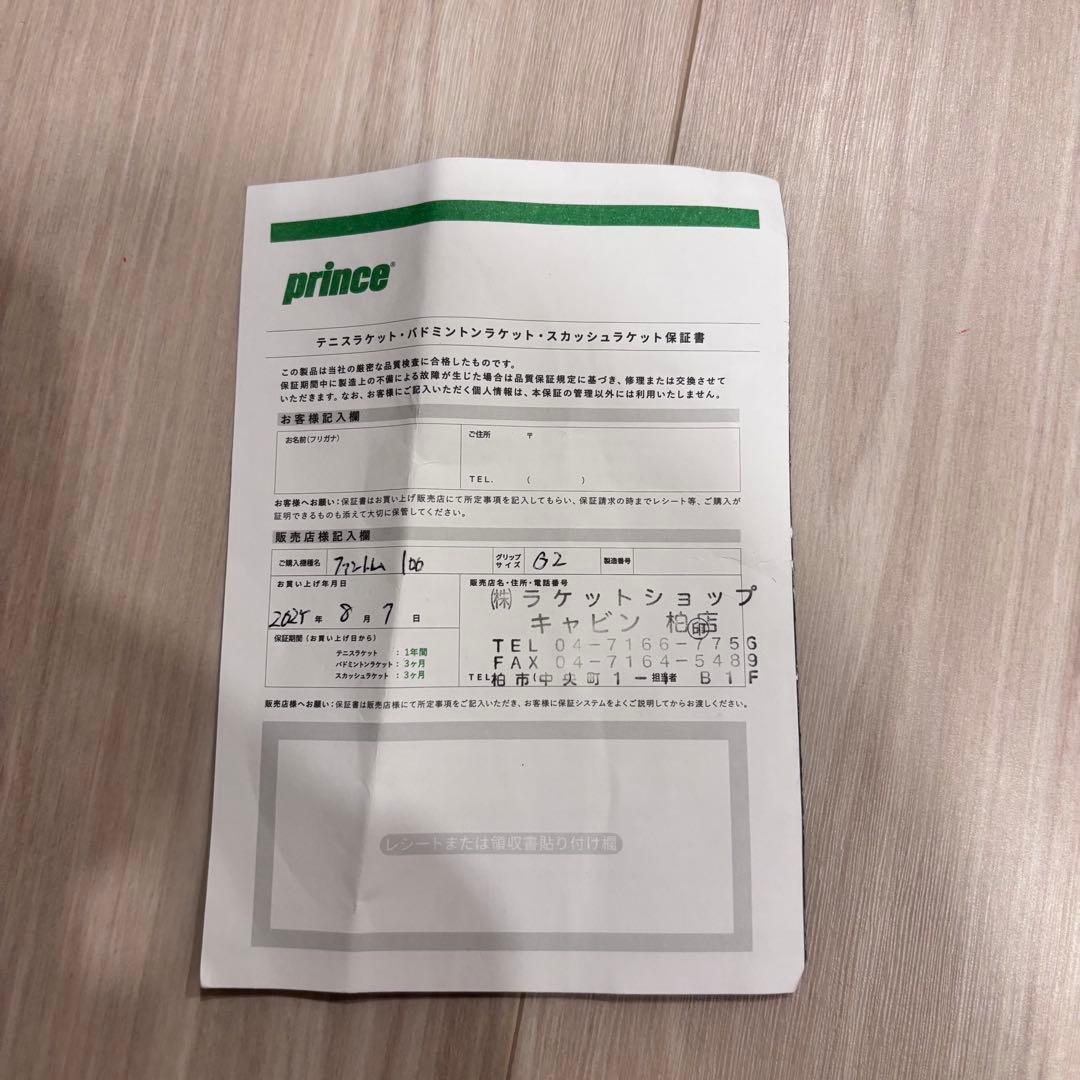 prince®
テニスラケット・バドミントンラケット・スカッシュラケット保証書
この製品は当社の厳密な品質検査に合格したものです。
保証期間中に製造上の不備による故障が生じた場合は品質保証規定に基づき、修理または交換させて
いただきます。なお、お客様にご記入いただく個人情報は、本保証の管理以外には利用いたしません。
お客様記入欄
お名前(フリガナ)
ご住所 〒
TEL. ( )
お客様へお願い:保証書はお買い上げ販売店にて所定事項を記入してもらい、保証請求の時までレシート等、ご購入が
証明できるものも添えて大切に保管してください。
販売店様記入欄
ご購入機種名 ファントム 100
グリップサイズ G2
製造番号
お買い上げ年月日
2025年 8月 7日
保証期間(お買い上げ日から)
テニスラケット :1年間
バドミントンラケット:3ヶ月
スカッシュラケット :3ヶ月
販売店名・住所・電話番号
㈱ラケットショップ
キャビン 柏店
印
TEL 04-7166-7756
FAX 04-7164-5489
TEL. (
柏市中央町1-1 B1F
担当者
販売店様へお願い:保証書は販売店様にて所定事項をご記入いただき、お客様に保証システムをよくご説明してからお渡しください。
レシートまたは領収書貼り付け欄